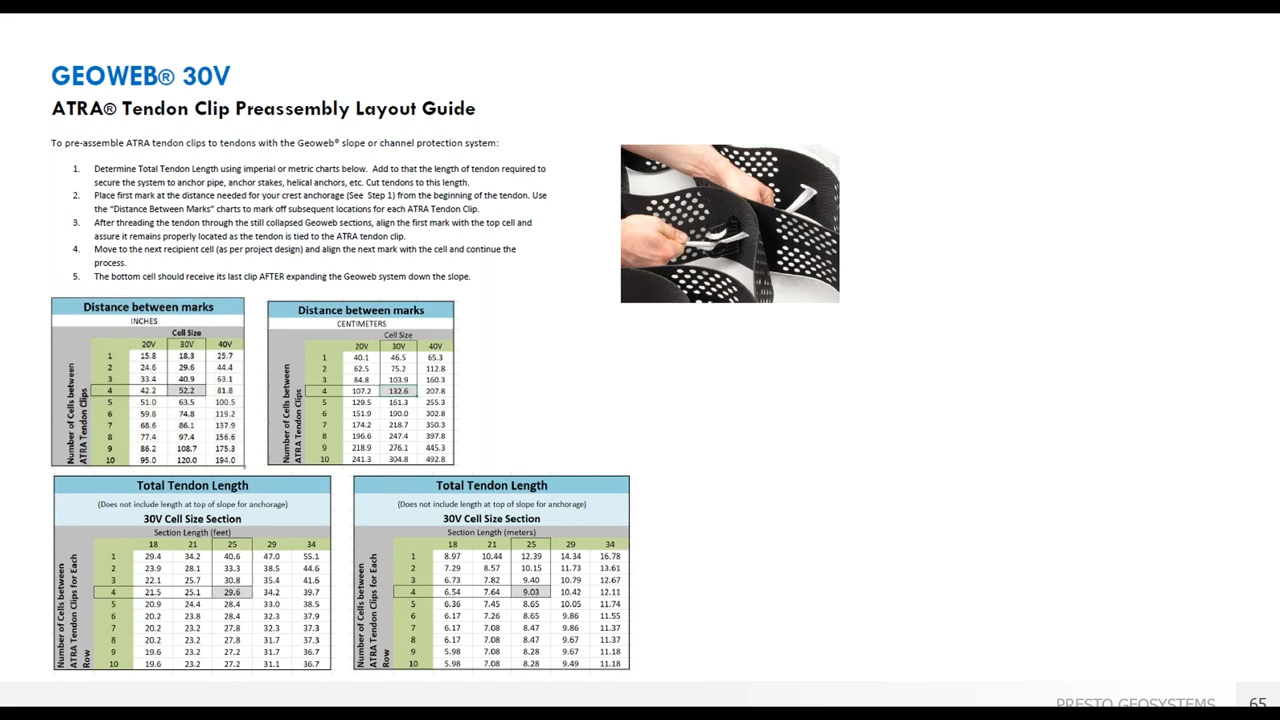 GEOWEB® 30V
ATRA® Tendon Clip Preassembly Layout Guide
To pre-assemble ATRA tendon clips to tendons with the Geoweb® slope or channel protection system:
1. Determine Total Tendon Length using imperial or metric charts below. Add to that the length of tendon required to
secure the system to anchor pipe, anchor stakes, helical anchors, etc. Cut tendons to this length.
2. Place first mark at the distance needed for your crest anchorage (See Step 1) from the beginning of the tendon. Use
the “Distance Between Marks” charts to mark off subsequent locations for each ATRA Tendon Clip.
3. After threading the tendon through the still collapsed Geoweb sections, align the first mark with the top cell and
assure it remains properly located as the tendon is tied to the ATRA tendon clip.
4. Move to the next recipient cell (as per project design) and align the next mark with the cell and continue the
process.
5. The bottom cell should receive its last clip AFTER expanding the Geoweb system down the slope.
Distance between marks
INCHES
Cell Size
20V 30V 40V
Number of Cells between
ATRA Tendon Clips
1 15.8 18.3 25.7
2 24.6 29.6 44.4
3 33.4 40.9 63.1
4 42.2 52.2 81.8
5 51.0 63.5 100.5
6 59.8 74.8 119.2
7 68.6 86.1 137.9
8 77.4 97.4 156.6
9 86.2 108.7 175.3
10 95.0 120.0 194.0
Distance between marks
CENTIMETERS
Cell Size
20V 30V 40V
Number of Cells between
ATRA Tendon Clips
1 40.1 46.5 65.3
2 62.5 75.2 112.8
3 84.8 103.9 160.3
4 107.2 132.6 207.8
5 129.5 161.3 255.3
6 151.9 190.0 302.8
7 174.2 218.7 350.3
8 196.6 247.4 397.8
9 218.9 276.1 445.3
10 241.3 304.8 492.8
Total Tendon Length
(Does not include length at top of slope for anchorage)
30V Cell Size Section
Section Length (feet)
18 21 25 29 34
Number of Cells between
ATRA Tendon Clips for Each
Row
1 29.4 34.2 40.6 47.0 55.1
2 23.9 28.1 33.3 38.5 44.6
3 22.1 25.7 30.8 35.4 41.6
4 21.5 25.1 29.6 34.2 39.7
5 20.9 24.4 28.4 33.0 38.5
6 20.2 23.8 28.4 32.3 37.9
7 20.2 23.2 27.8 32.3 37.3
8 20.2 23.2 27.8 31.7 37.3
9 19.6 23.2 27.2 31.7 36.7
10 19.6 23.2 27.2 31.1 36.7
Total Tendon Length
(Does not include length at top of slope for anchorage)
30V Cell Size Section
Section Length (meters)
18 21 25 29 34
Number of Cells between
ATRA Tendon Clips for Each
Row
1 8.97 10.44 12.39 14.34 16.78
2 7.29 8.57 10.15 11.73 13.61
3 6.73 7.82 9.40 10.79 12.67
4 6.54 7.64 9.03 10.42 12.11
5 6.36 7.45 8.65 10.05 11.74
6 6.17 7.26 8.65 9.86 11.55
7 6.17 7.08 8.47 9.86 11.37
8 6.17 7.08 8.47 9.67 11.37
9 5.98 7.08 8.28 9.67 11.18
10 5.98 7.08 8.28 9.49 11.18
PRESTO GEOSYSTEMS 65